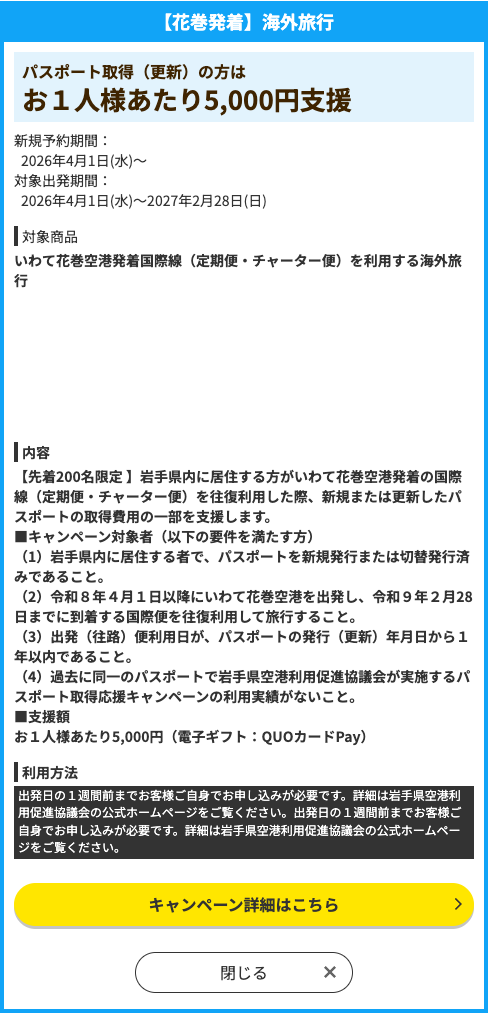 【花巻発着】海外旅行
パスポート取得（更新）の方は
お１人様あたり5,000円支援
新規予約期間：
2026年4月1日(水)〜
対象出発期間：
2026年4月1日(水)〜2027年2月28日(日)
対象商品
いわて花巻空港発着国際線（定期便・チャーター便）を利用する海外旅
行
内容
【先着200名限定 】岩手県内に居住する方がいわて花巻空港発着の国際
線（定期便・チャーター便）を往復利用した際、新規または更新したパ
スポートの取得費用の一部を支援します。
■キャンペーン対象者（以下の要件を満たす方）
（1）岩手県内に居住する者で、パスポートを新規発行または切替発行済
みであること。
（2）令和８年４月１日以降にいわて花巻空港を出発し、令和９年２月28
日までに到着する国際便を往復利用して旅行すること。
（3）出発（往路）便利用日が、パスポートの発行（更新）年月日から１
年以内であること。
（4）過去に同一のパスポートで岩手県空港利用促進協議会が実施するパ
スポート取得応援キャンペーンの利用実績がないこと。
■支援額
お１人様あたり5,000円（電子ギフト：QUOカードPay）
利用方法
出発日の１週間前までお客様ご自身でお申し込みが必要です。詳細は岩手県空港利
用促進協議会の公式ホームページをご覧ください。出発日の１週間前までお客様ご
自身でお申し込みが必要です。詳細は岩手県空港利用促進協議会の公式ホームペー
ジをご覧ください。
キャンペーン詳細はこちら
閉じる